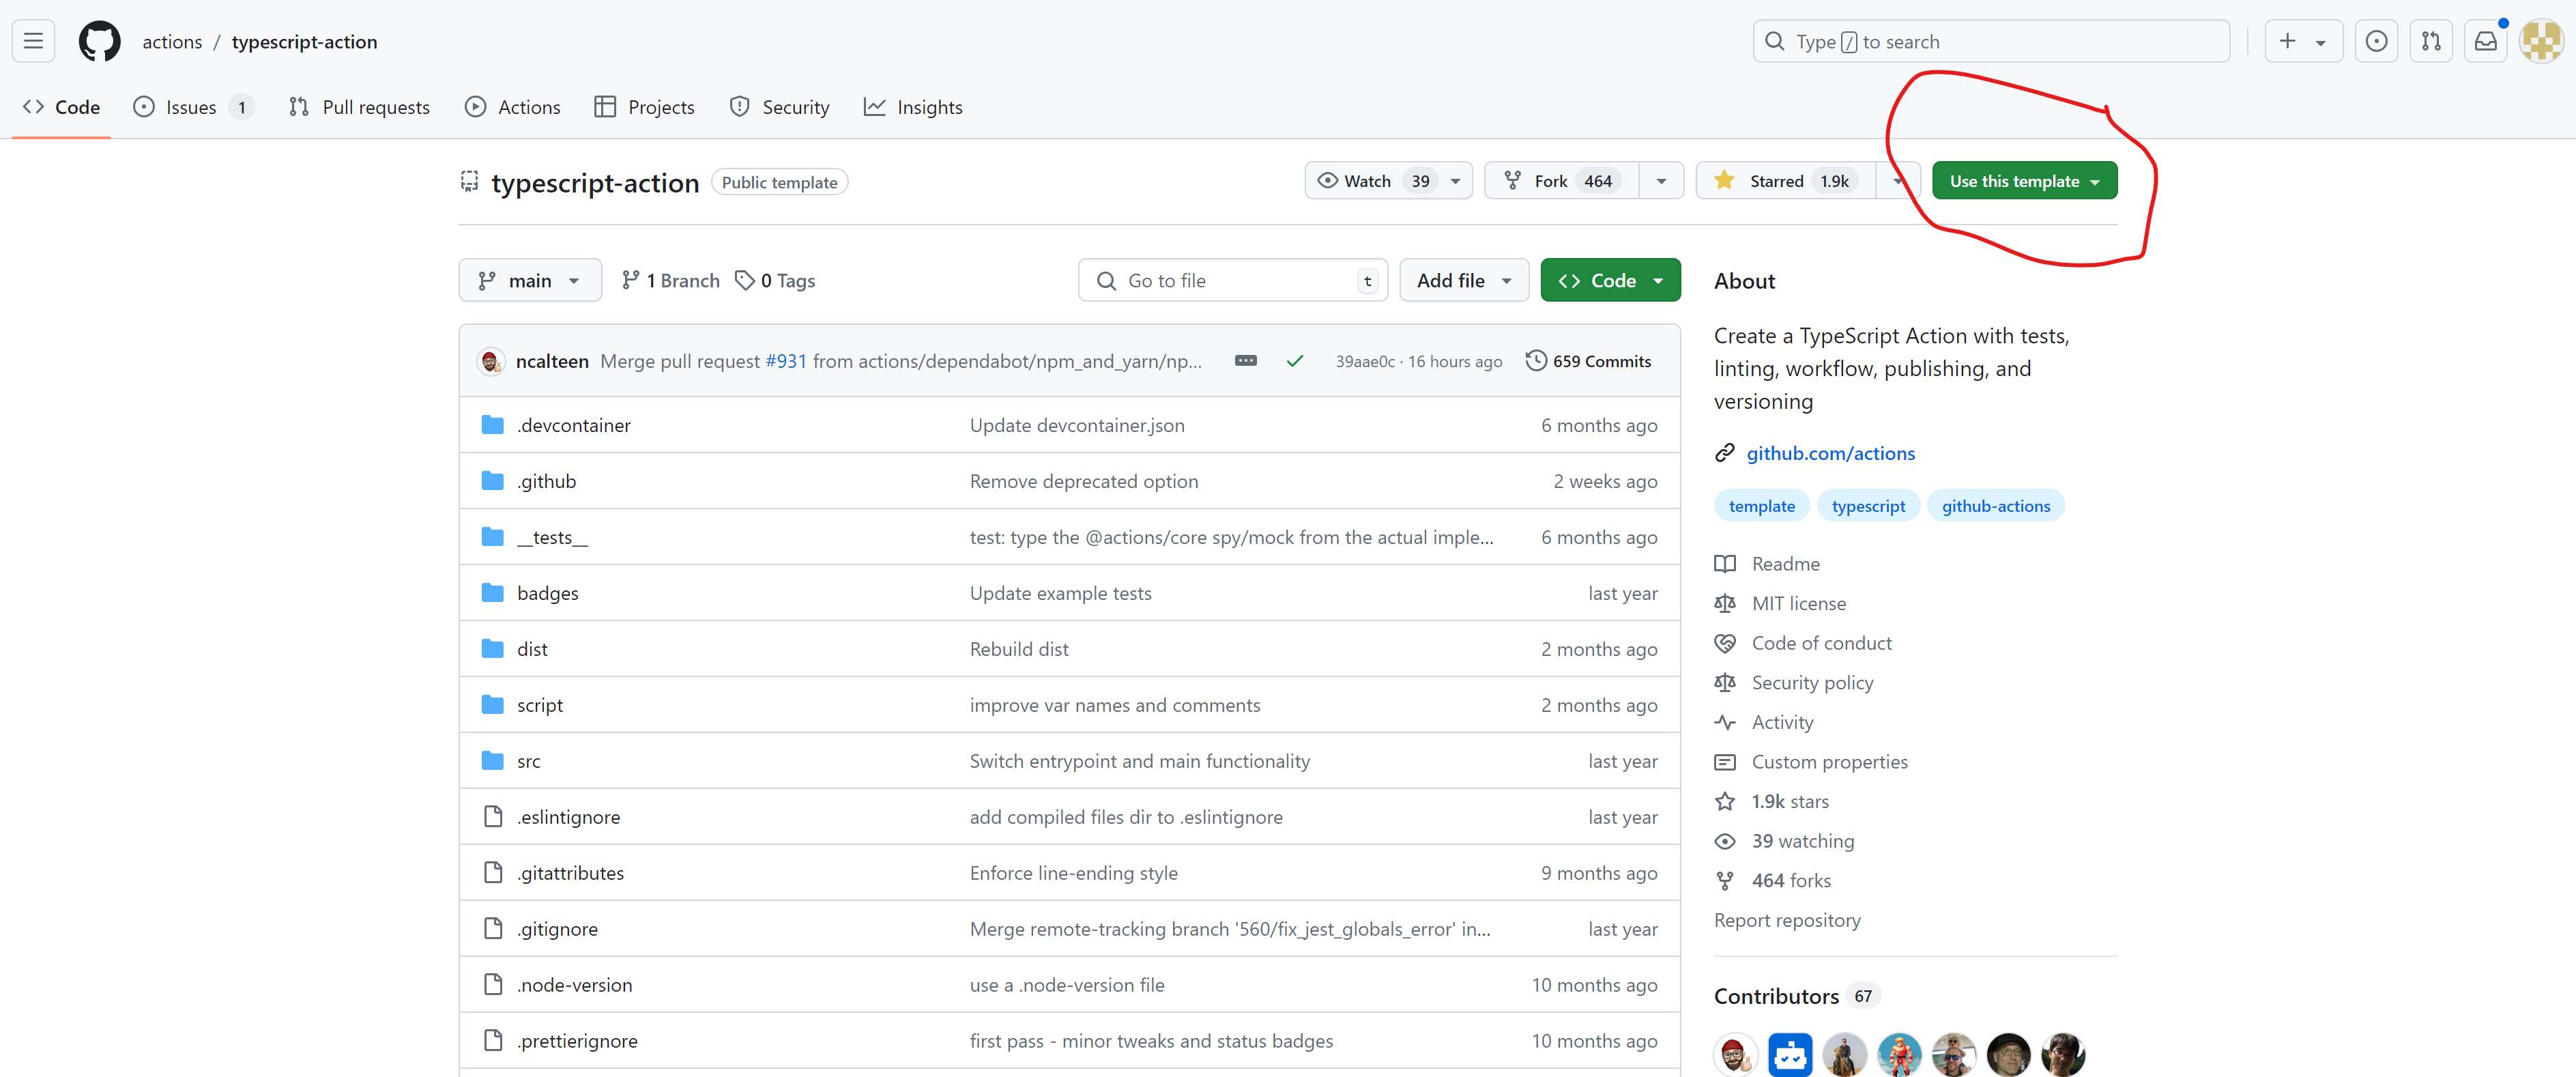 actions / typescript-action
Type / to search
Code
Issues 1
Pull requests
Actions
Projects
Security
Insights
typescript-action Public template
Watch 39
Fork 464
Starred 1.9k
Use this template
main
1 Branch
0 Tags
Go to file t
Add file
Code
ncalteen Merge pull request #931 from actions/dependabot/npm_and_yarn/np... 39aae0c · 16 hours ago 659 Commits
.devcontainer Update devcontainer.json 6 months ago
.github Remove deprecated option 2 weeks ago
__tests__ test: type the @actions/core spy/mock from the actual imple... 6 months ago
badges Update example tests last year
dist Rebuild dist 2 months ago
script improve var names and comments 2 months ago
src Switch entrypoint and main functionality last year
.eslintignore add compiled files dir to .eslintignore last year
.gitattributes Enforce line-ending style 9 months ago
.gitignore Merge remote-tracking branch '560/fix_jest_globals_error' in... last year
.node-version use a .node-version file 10 months ago
.prettierignore first pass - minor tweaks and status badges 10 months ago
About
Create a TypeScript Action with tests,
linting, workflow, publishing, and
versioning
github.com/actions
template typescript github-actions
Readme
MIT license
Code of conduct
Security policy
Activity
Custom properties
1.9k stars
39 watching
464 forks
Report repository
Contributors 67